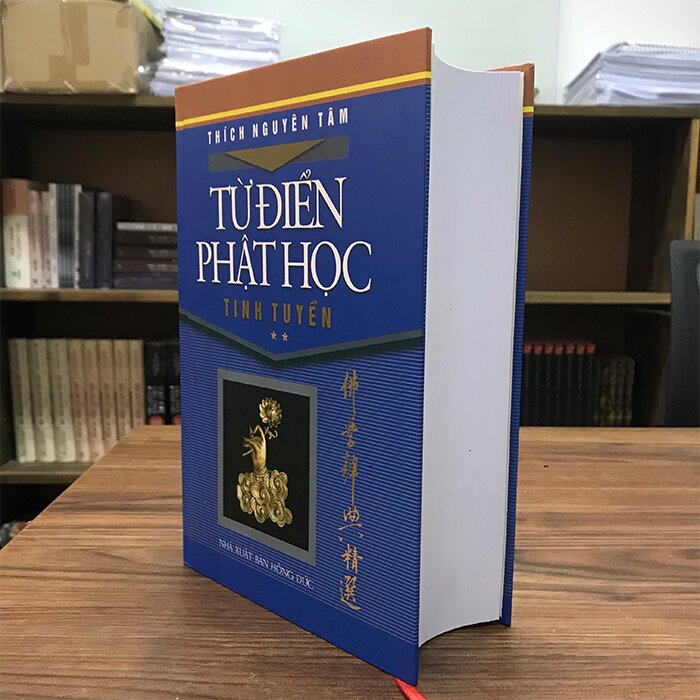 THÍCH NGUYÊN TÂM
TỪ ĐIỂN
PHẬT HỌC
TINH TUYỂN
**
佛學辭典精選
NHÀ XUẤT BẢN HỒNG ĐỨC